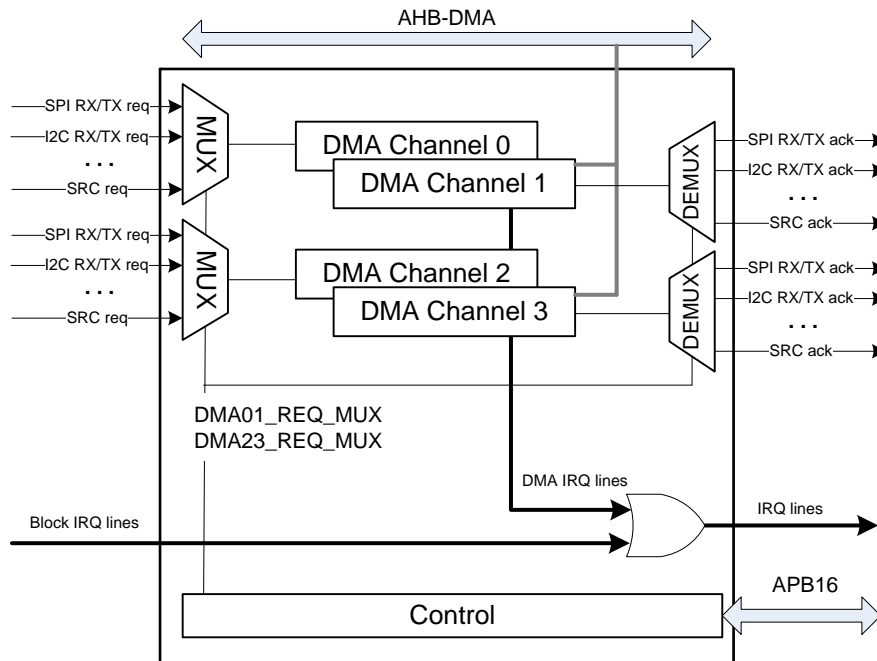 AHB-DMA
SPI RX/TX req
I2C RX/TX req
. . .
SRC req
MUX
DMA Channel 0
DMA Channel 1
DEMUX
SPI RX/TX ack
I2C RX/TX ack
. . .
SRC ack
SPI RX/TX req
I2C RX/TX req
. . .
SRC req
MUX
DMA Channel 2
DMA Channel 3
DEMUX
SPI RX/TX ack
I2C RX/TX ack
. . .
SRC ack
DMA01_REQ_MUX
DMA23_REQ_MUX
DMA IRQ lines
Block IRQ lines
IRQ lines
APB16
Control